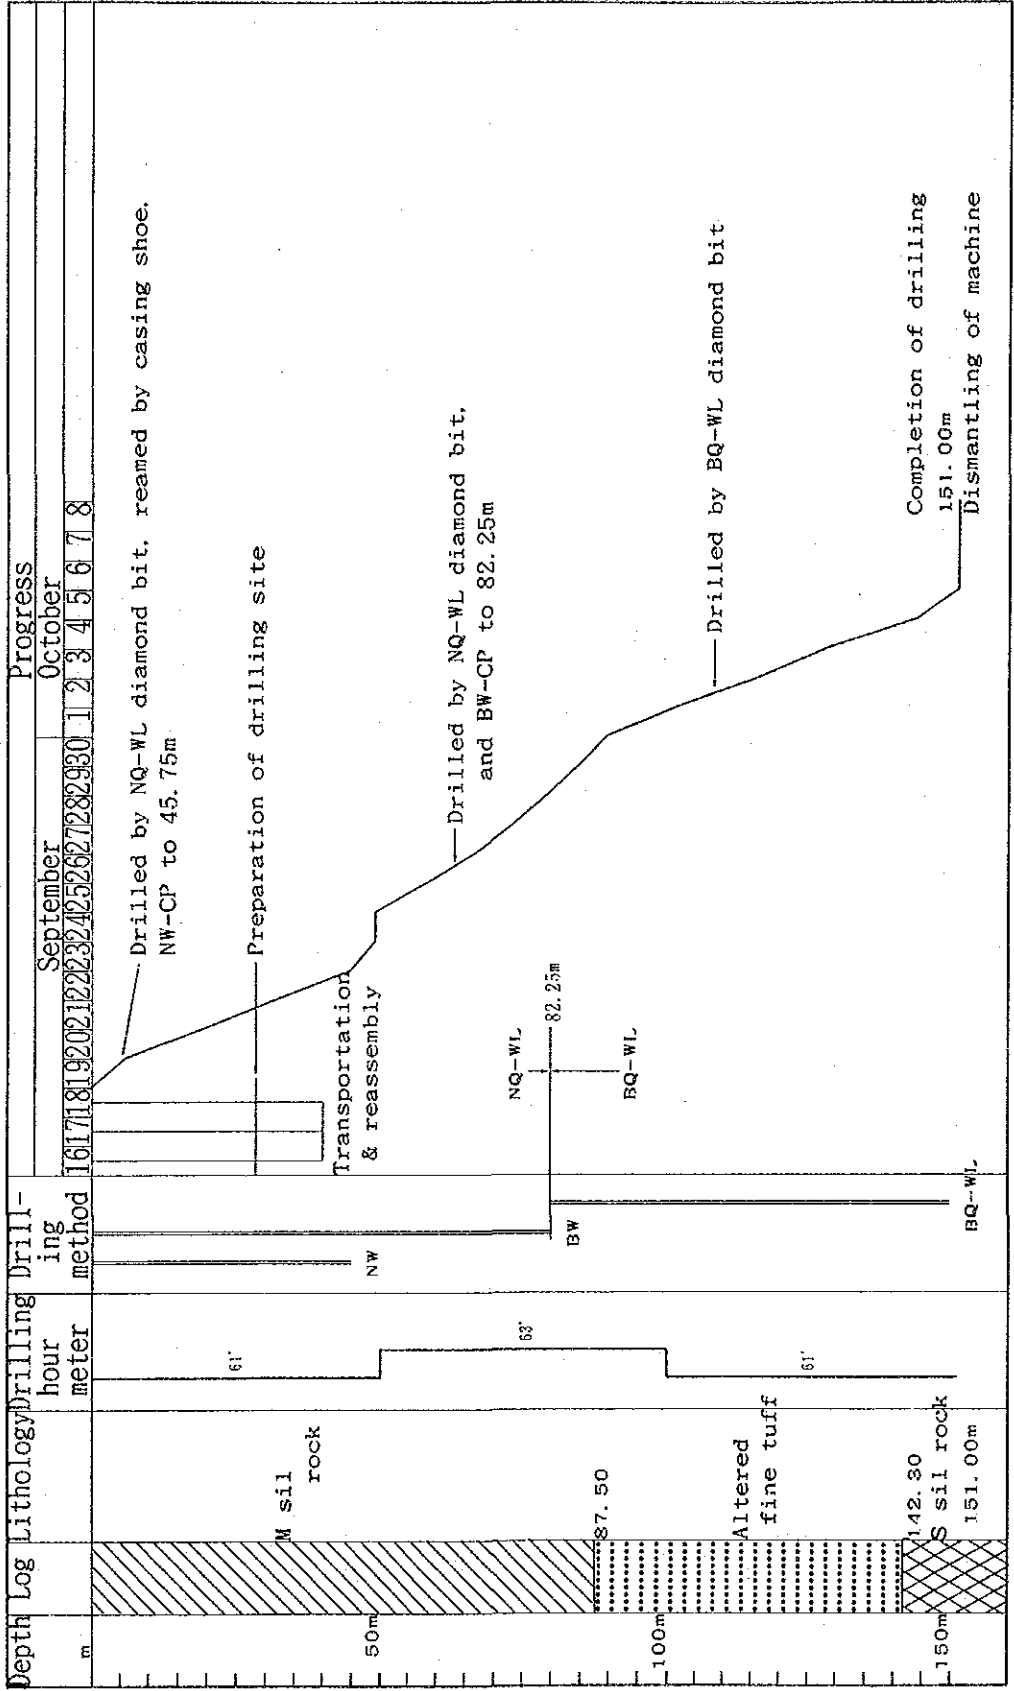 Depth
Log
Lithology
Drilling
hour
meter
Drill-
ing
method
Progress
September
October
16 17 18 19 20 21 22 23 24 25 26 27 28 29 30 1 2 3 4 5 6 7 8
m
50m
100m
150m
M sil
rock
87.50
Altered
fine tuff
142.30
S sil rock
151.00m
61'
63'
61'
NW
BW
BQ-WL
Drilled by NQ-WL diamond bit, reamed by casing shoe.
NW-CP to 45.75m
Preparation of drilling site
Transportation
& reassembly
Drilled by NQ-WL diamond bit,
and BW-CP to 82.25m
NQ-WL
82.25m
BQ-WL
Drilled by BQ-WL diamond bit
Completion of drilling
151.00m
Dismantling of machine